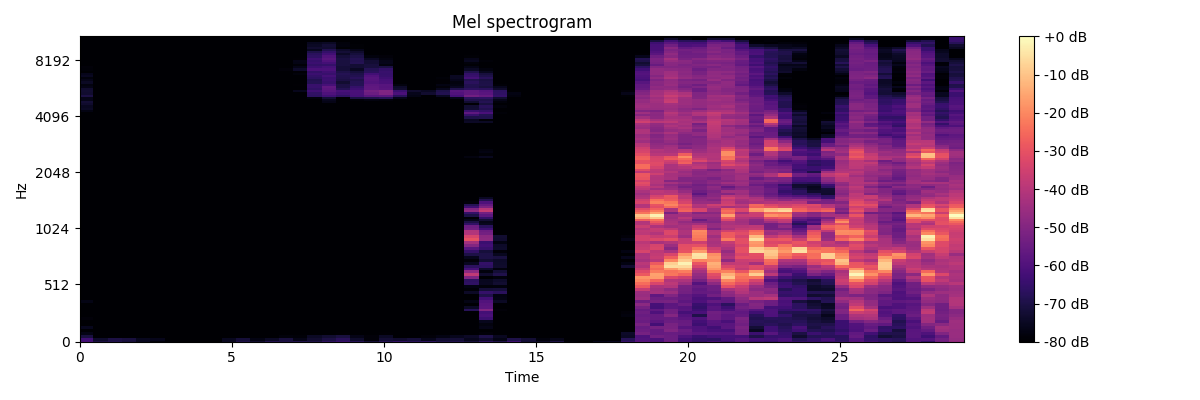 Mel spectrogram
8192
4096
2048
1024
512
0
Hz
0 5 10 15 20 25
Time
+0 dB
-10 dB
-20 dB
-30 dB
-40 dB
-50 dB
-60 dB
-70 dB
-80 dB